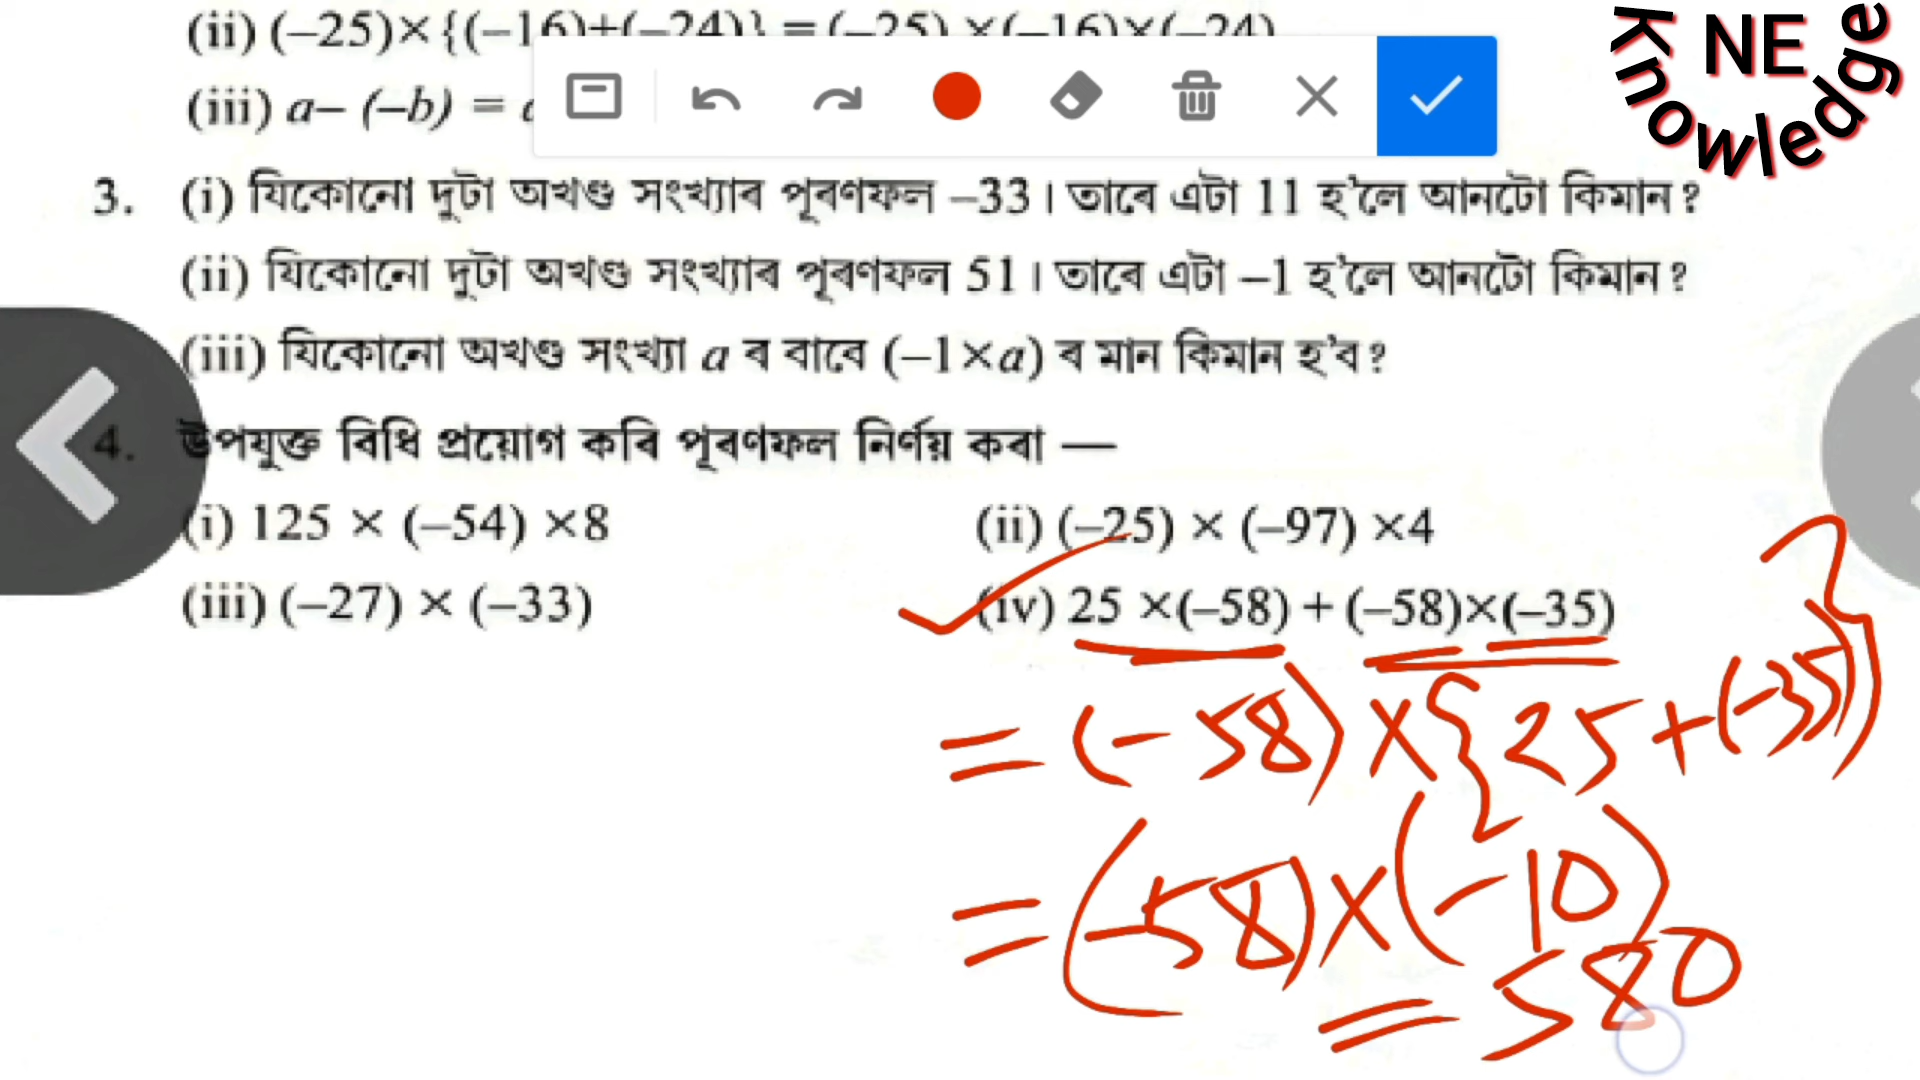 (ii) (–25)×{(–16)+(–24)} = (–25) ×(–16)×(–24)
(iii) a– (–b) =
NE
Knowledge
3. (i) যিকোনো দুটা অখণ্ড সংখ্যাৰ পূৰণফল –33। তাৰে এটা 11 হ'লে আনটো কিমান?
(ii) যিকোনো দুটা অখণ্ড সংখ্যাৰ পূৰণফল 51। তাৰে এটা –1 হ'লে আনটো কিমান?
(iii) যিকোনো অখণ্ড সংখ্যা a ৰ বাবে (–1×a) ৰ মান কিমান হ'ব?
4. উপযুক্ত বিধি প্ৰয়োগ কৰি পূৰণফল নিৰ্ণয় কৰা —
(i) 125 × (–54) ×8 (ii) (–25) × (–97) ×4
(iii) (–27) × (–33) (iv) 25 ×(–58) + (–58)×(–35)
= (-58) × { 25 + (-35) }
= (-58) × (-10)
= 580